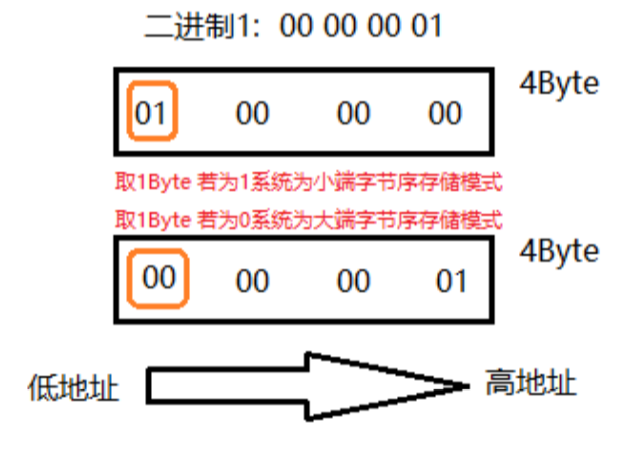 二进制1: 00 00 00 01
01 00 00 00 4Byte
取1Byte 若为1系统为小端字节序存储模式
取1Byte 若为0系统为大端字节序存储模式
00 00 00 01 4Byte
低地址 高地址